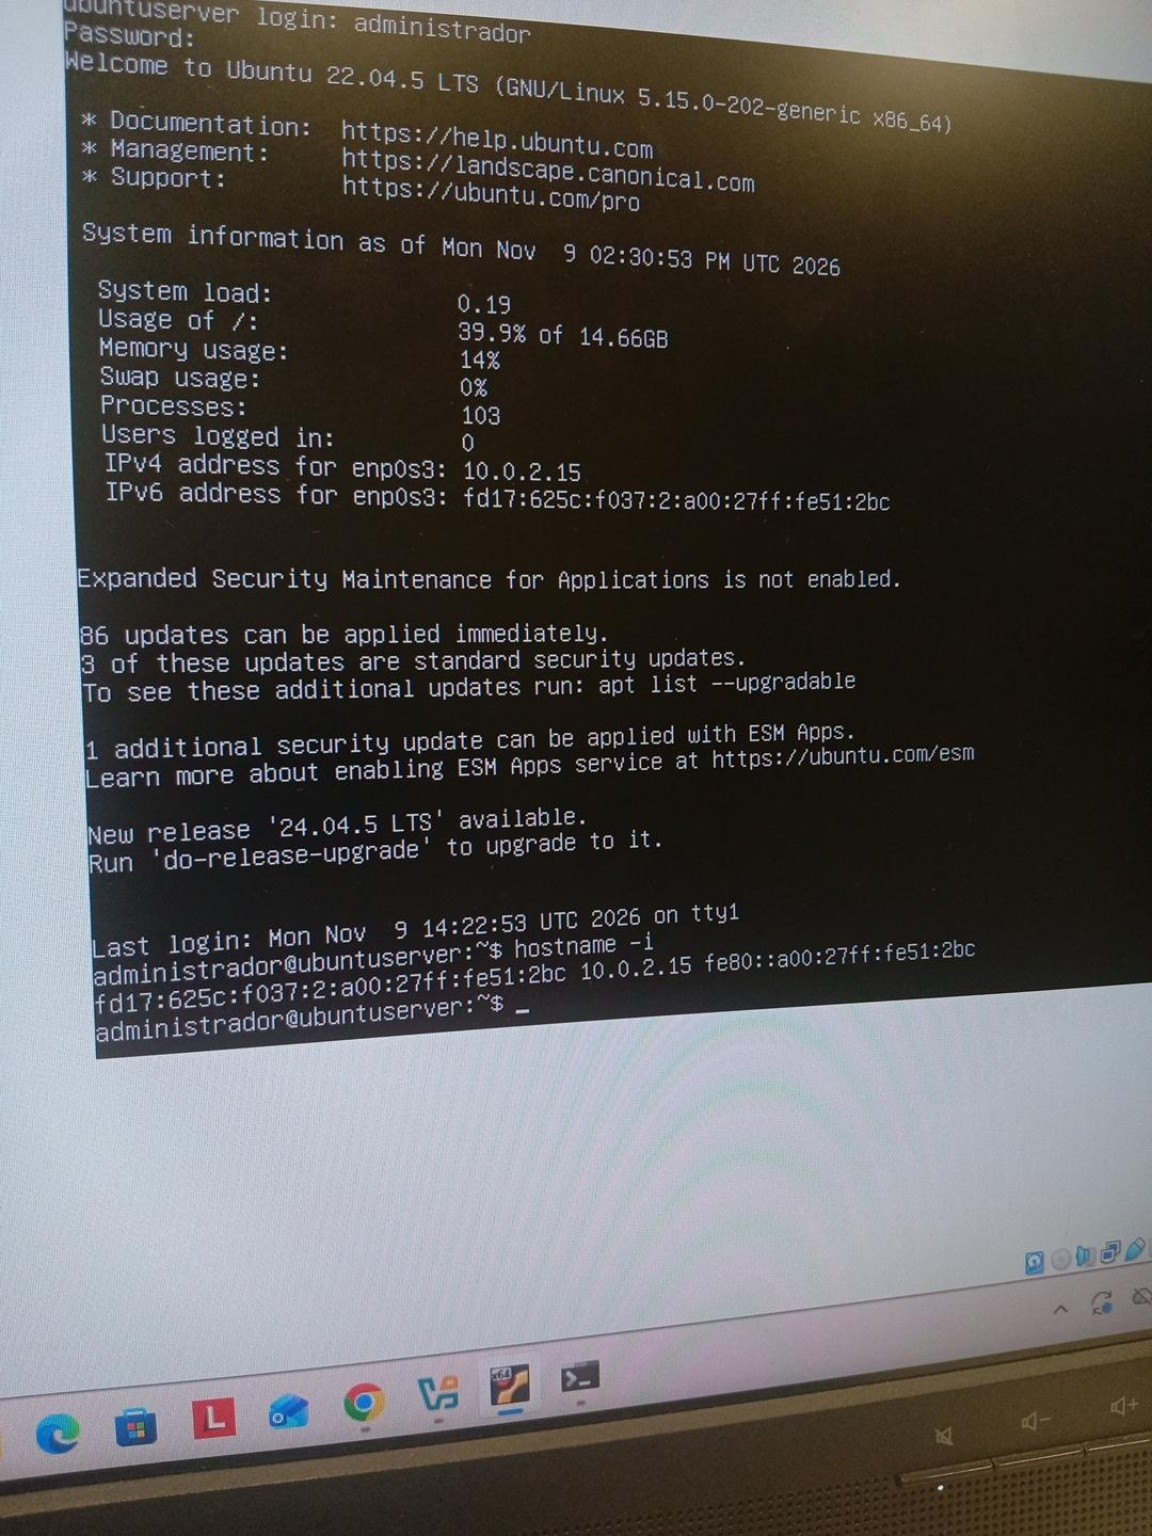 ubuntuserver login: administrador
Password:
Welcome to Ubuntu 22.04.5 LTS (GNU/Linux 5.15.0-202-generic x86_64)
* Documentation: https://help.ubuntu.com
* Management: https://landscape.canonical.com
* Support: https://ubuntu.com/pro
System information as of Mon Nov 9 02:30:53 PM UTC 2026
System load: 0.19
Usage of /: 39.9% of 14.66GB
Memory usage: 14%
Swap usage: 0%
Processes: 103
Users logged in: 0
IPv4 address for enp0s3: 10.0.2.15
IPv6 address for enp0s3: fd17:625c:f037:2:a00:27ff:fe51:2bc
Expanded Security Maintenance for Applications is not enabled.
86 updates can be applied immediately.
3 of these updates are standard security updates.
To see these additional updates run: apt list --upgradable
1 additional security update can be applied with ESM Apps.
Learn more about enabling ESM Apps service at https://ubuntu.com/esm
New release '24.04.5 LTS' available.
Run 'do-release-upgrade' to upgrade to it.
Last login: Mon Nov 9 14:22:53 UTC 2026 on tty1
administrador@ubuntuserver:~$ hostname -i
fd17:625c:f037:2:a00:27ff:fe51:2bc 10.0.2.15 fe80::a00:27ff:fe51:2bc
administrador@ubuntuserver:~$ _
L
x64